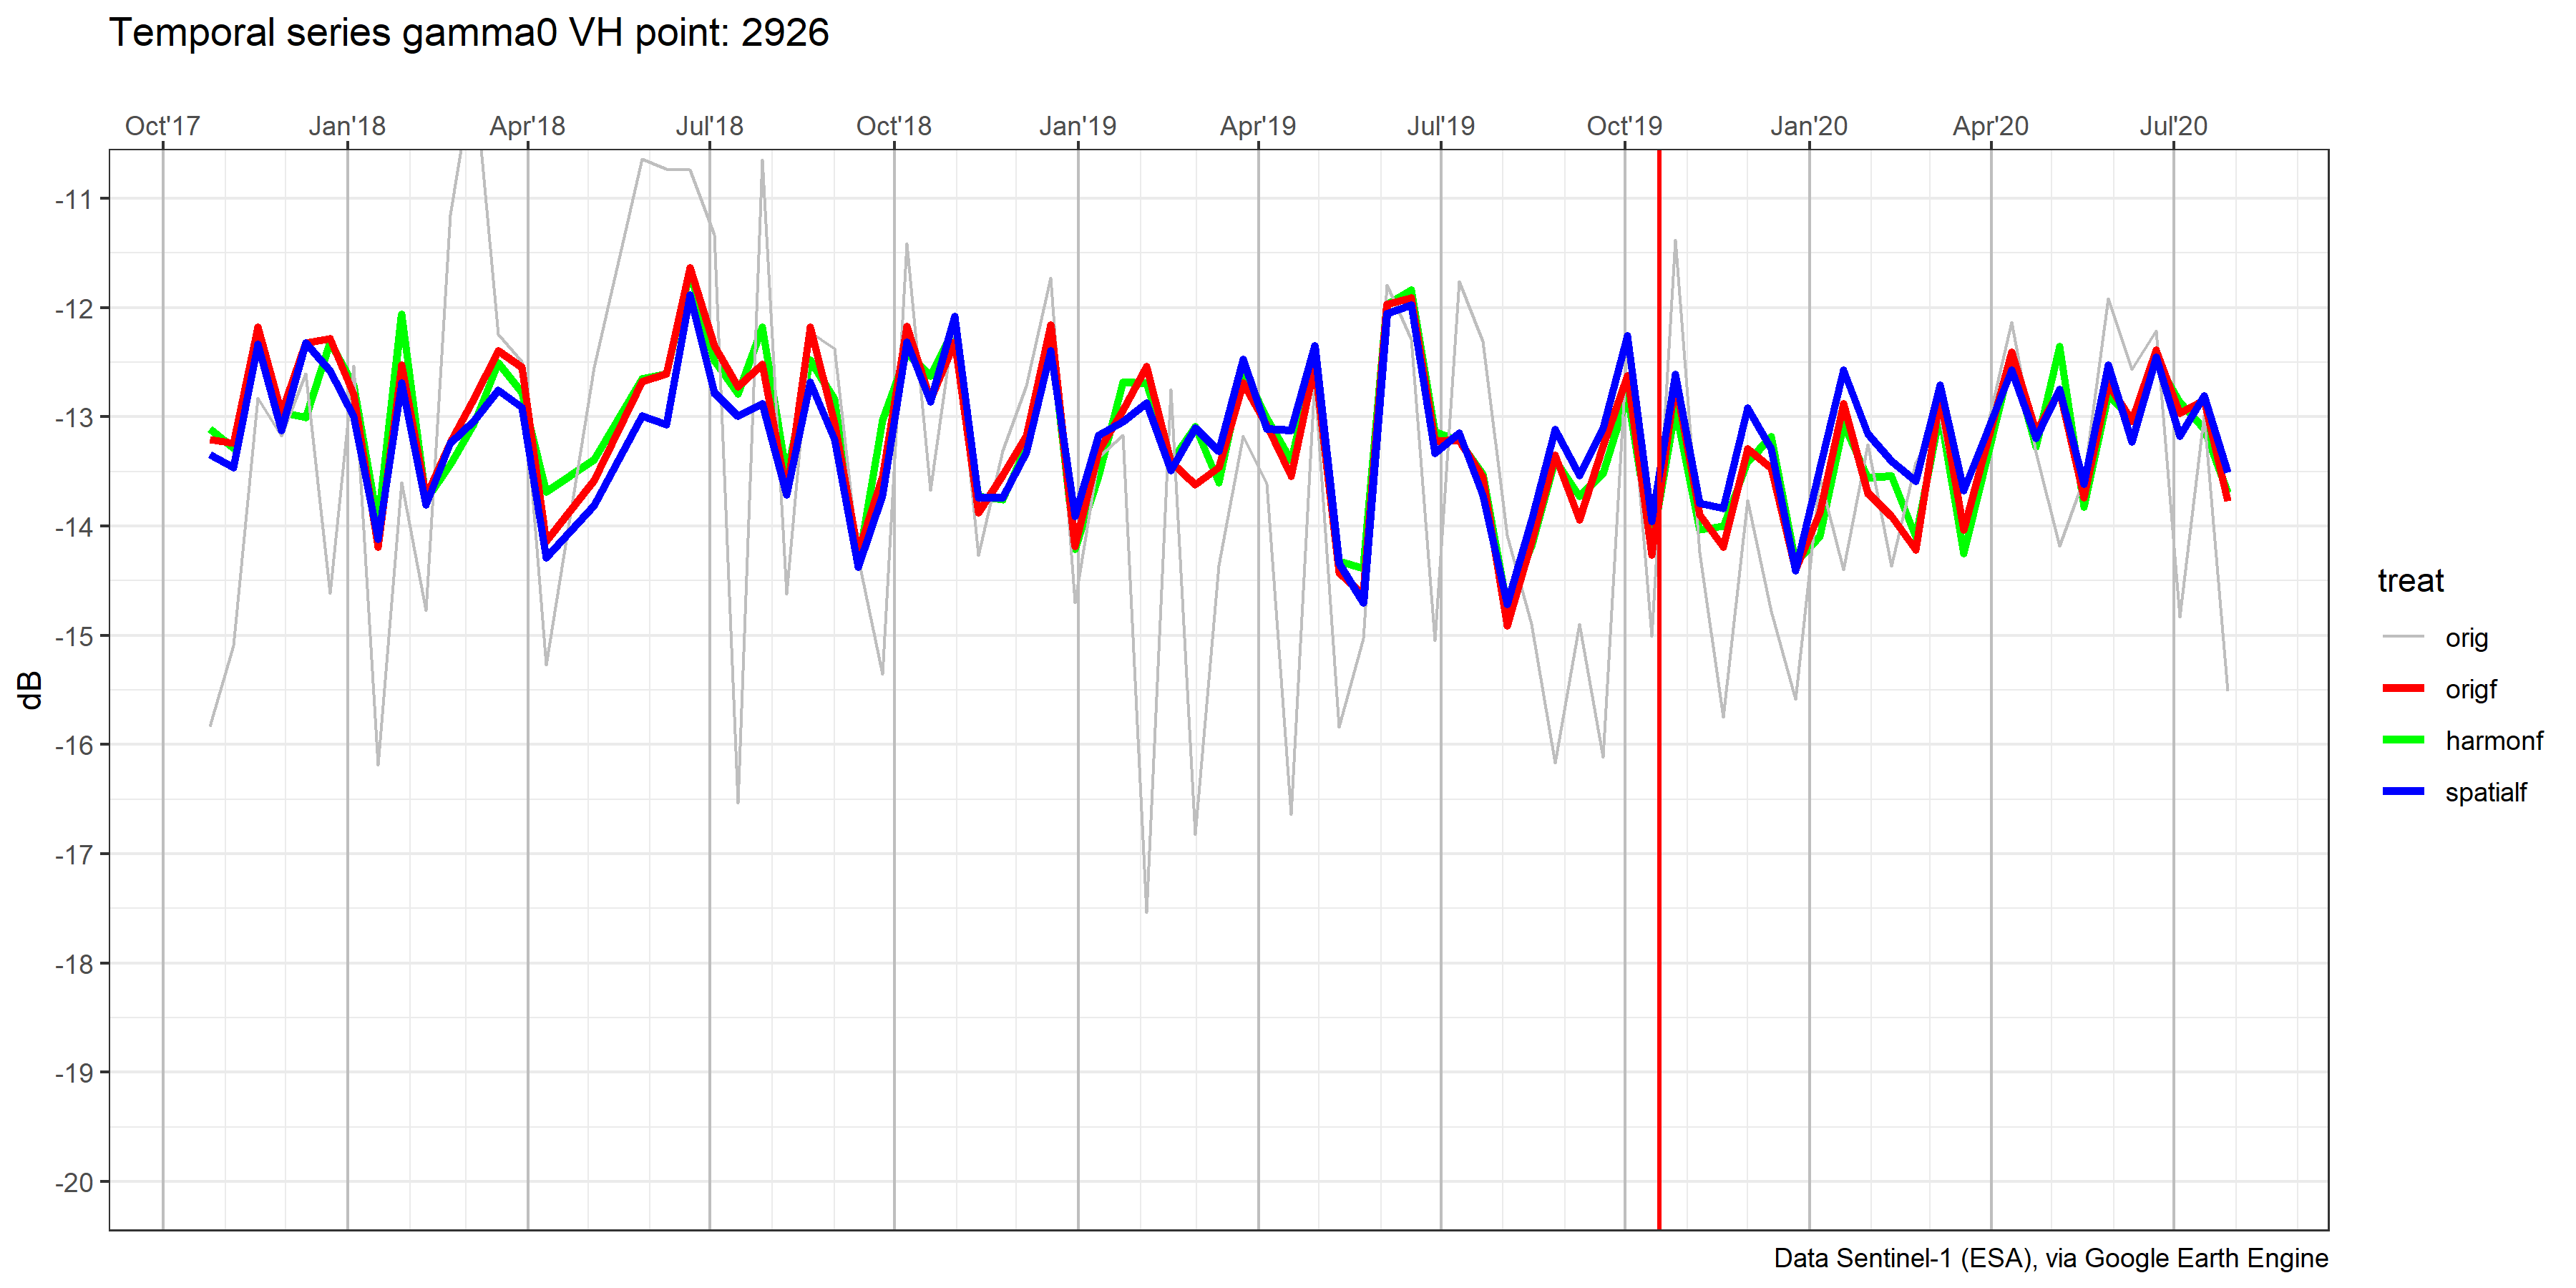 Temporal series gamma0 VH point: 2926
Oct'17 Jan'18 Apr'18 Jul'18 Oct'18 Jan'19 Apr'19 Jul'19 Oct'19 Jan'20 Apr'20 Jul'20
-11
-12
-13
-14
-15
-16
-17
-18
-19
-20
dB
treat
orig
origf
harmonf
spatialf
Data Sentinel-1 (ESA), via Google Earth Engine